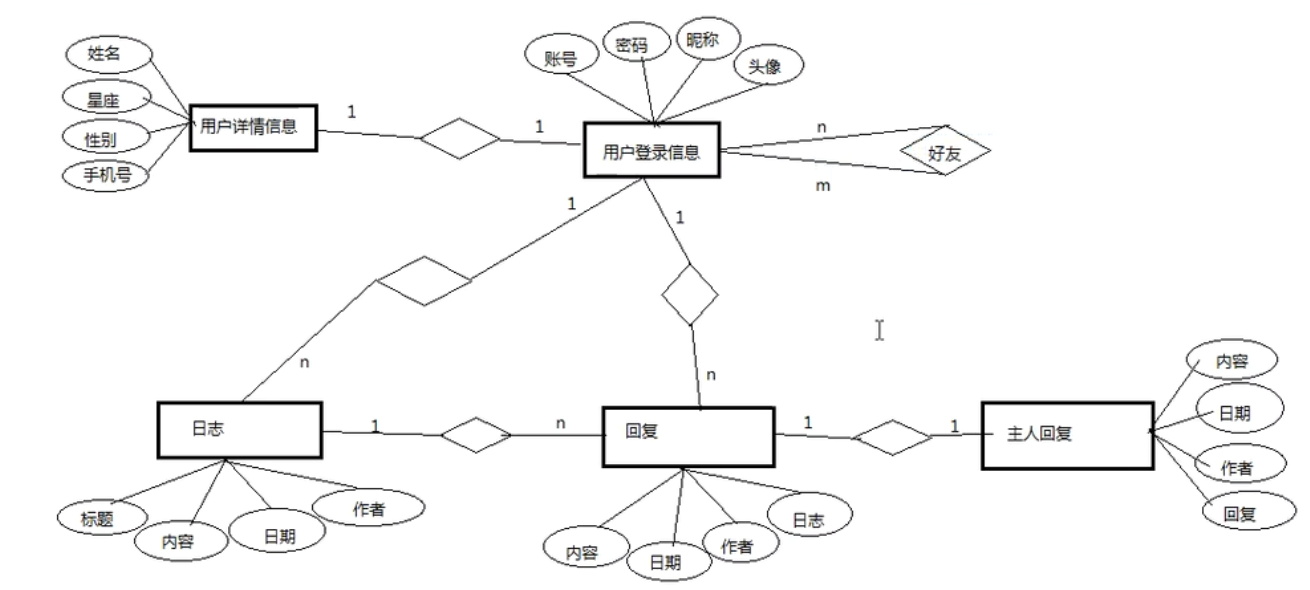 姓名
星座
性别
手机号
用户详情信息
1
1
账号
密码
昵称
头像
用户登录信息
n
m
好友
1
n
1
n
日志
标题
内容
日期
作者
1
n
回复
内容
日期
作者
日志
1
1
主人回复
内容
日期
作者
回复